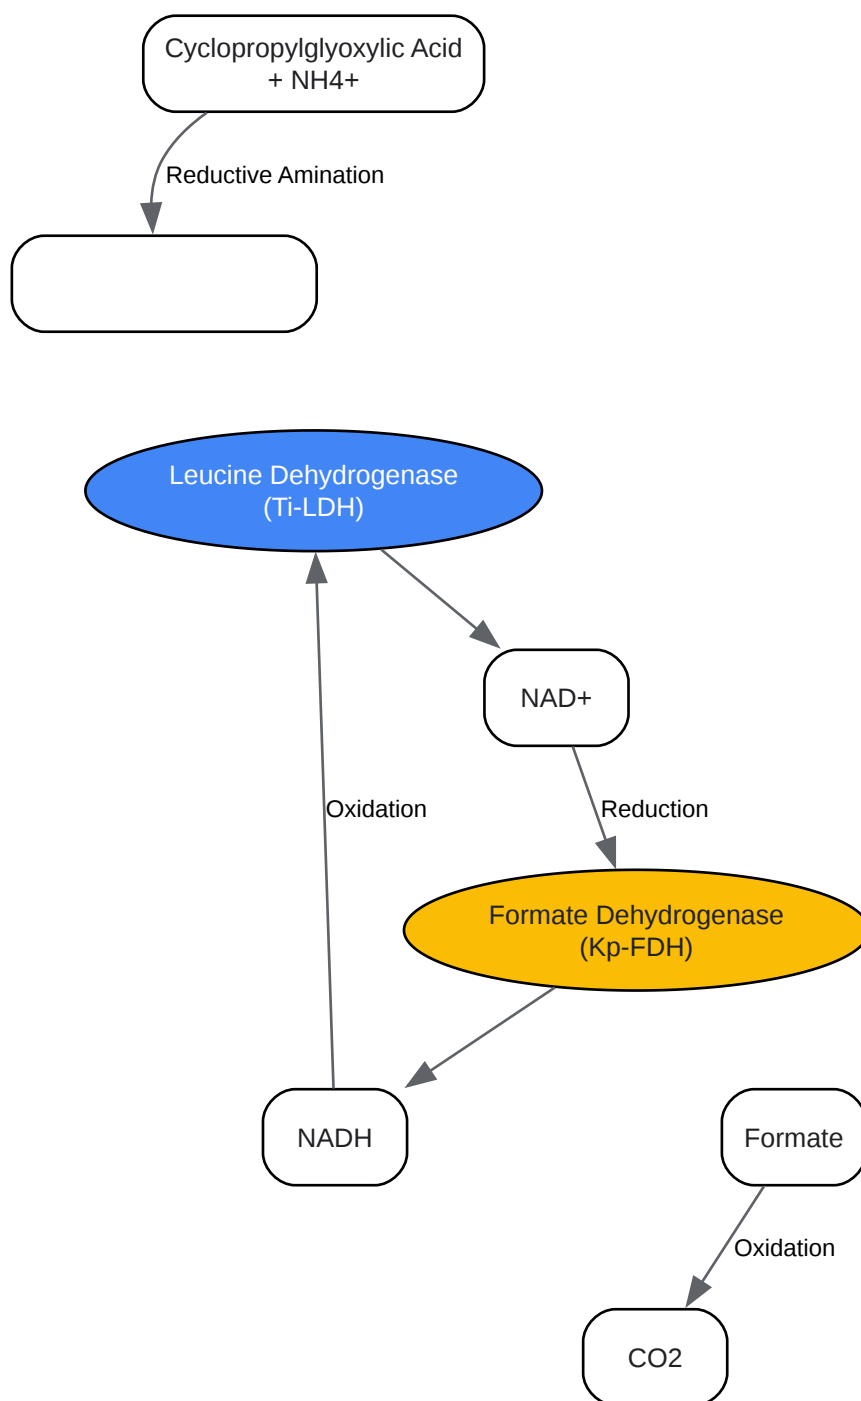 Cyclopropylglyoxylic Acid
+ NH4+
Reductive Amination
Leucine Dehydrogenase
(Ti-LDH)
NAD+
Oxidation
Reduction
Formate Dehydrogenase
(Kp-FDH)
NADH
Formate
Oxidation
CO2